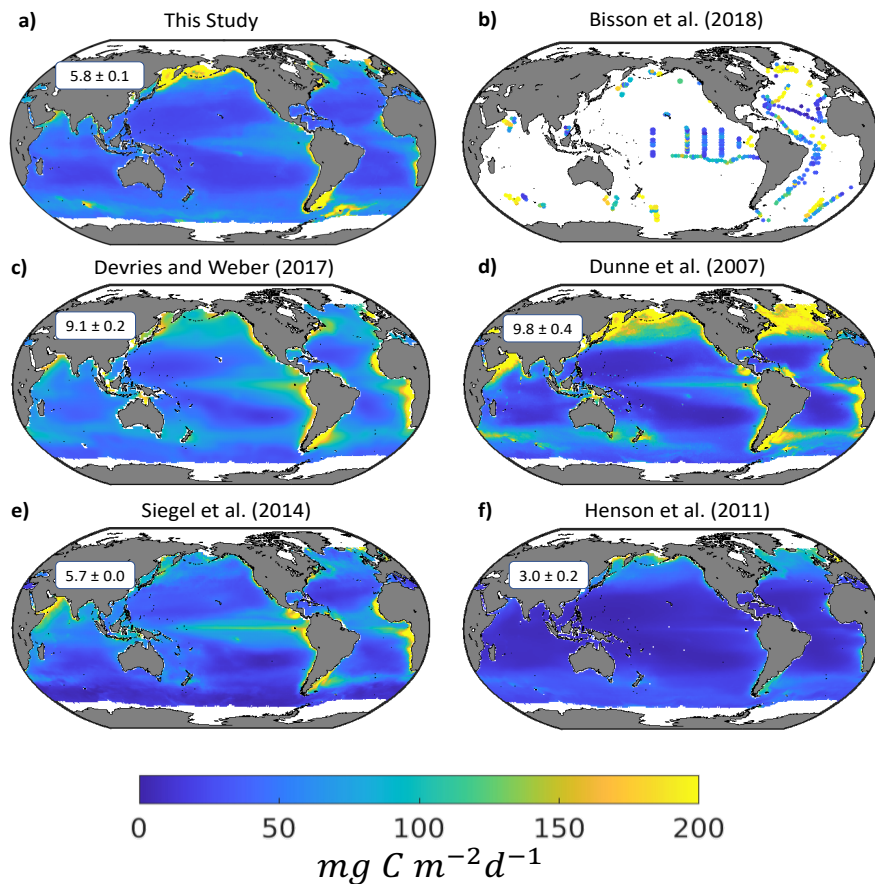 a) This Study
b) Bisson et al. (2018)
5.8 ± 0.1
c) Devries and Weber (2017)
d) Dunne et al. (2007)
9.1 ± 0.2
9.8 ± 0.4
e) Siegel et al. (2014)
f) Henson et al. (2011)
5.7 ± 0.0
3.0 ± 0.2
0 50 100 150 200
mg C m⁻²d⁻¹